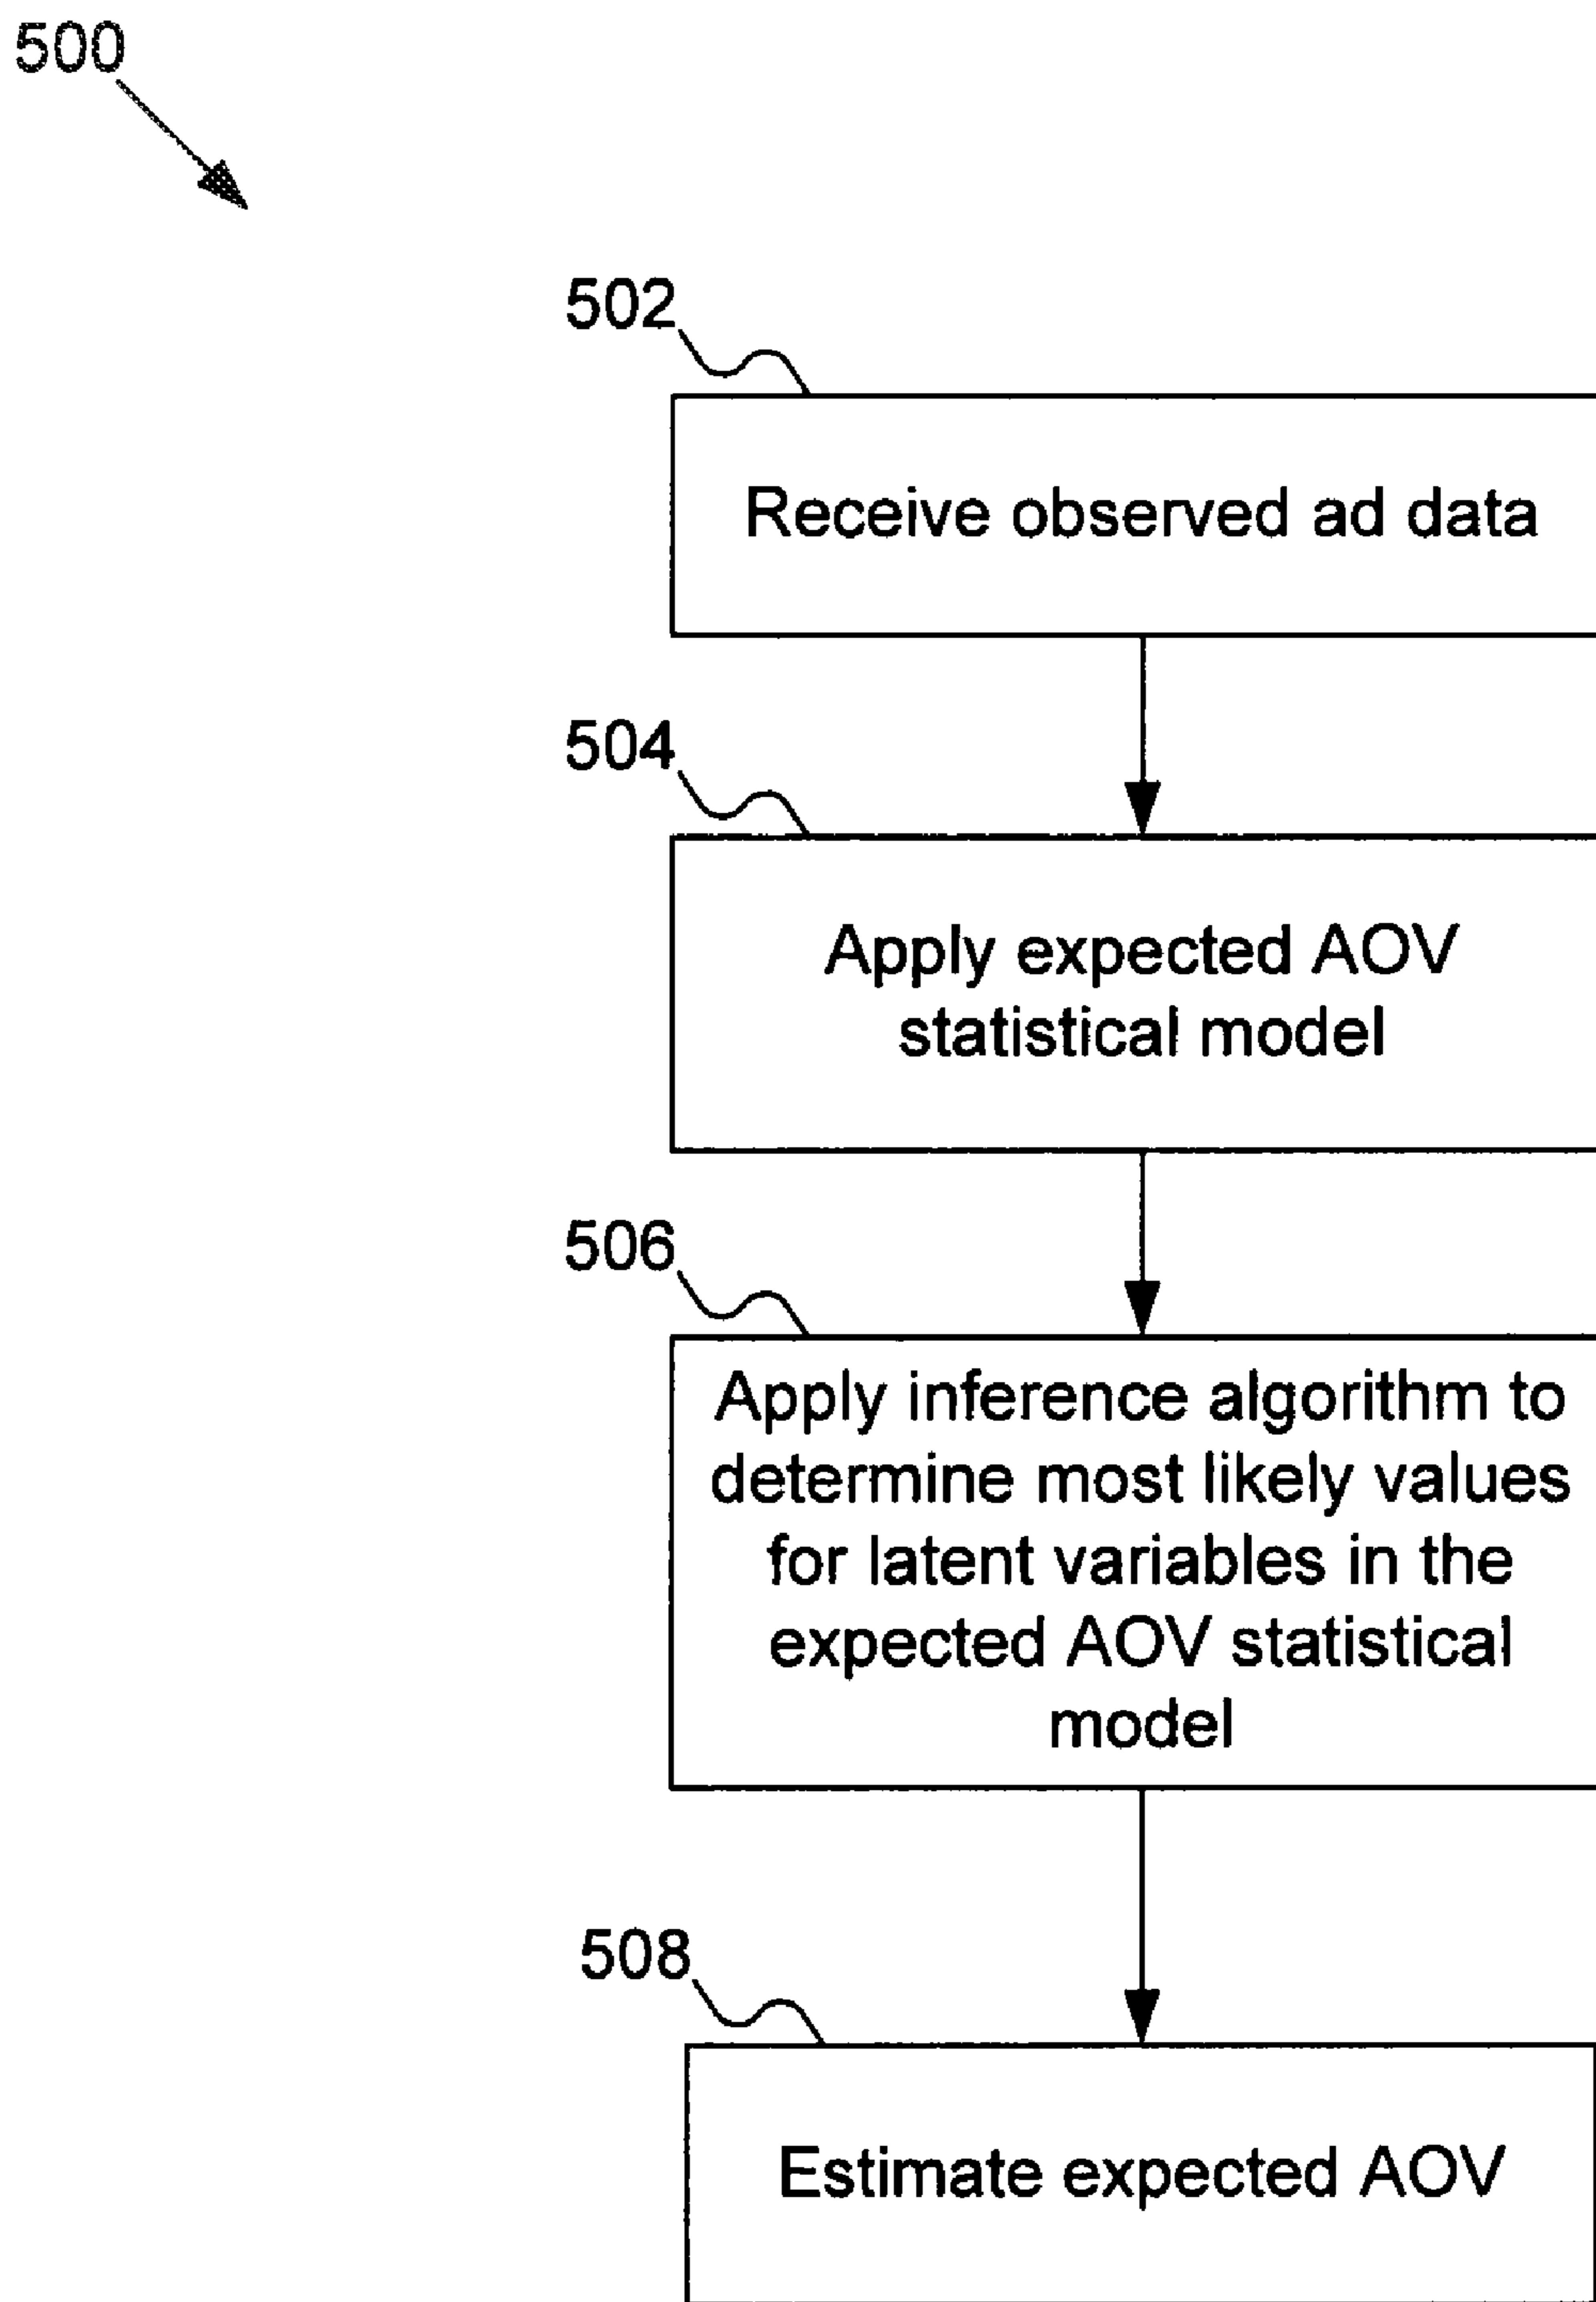 500
502
Receive observed ad data
504
Apply expected AOV
statistical model
506
Apply inference algorithm to
determine most likely values
for latent variables in the
expected AOV statistical
model
508
Estimate expected AOV